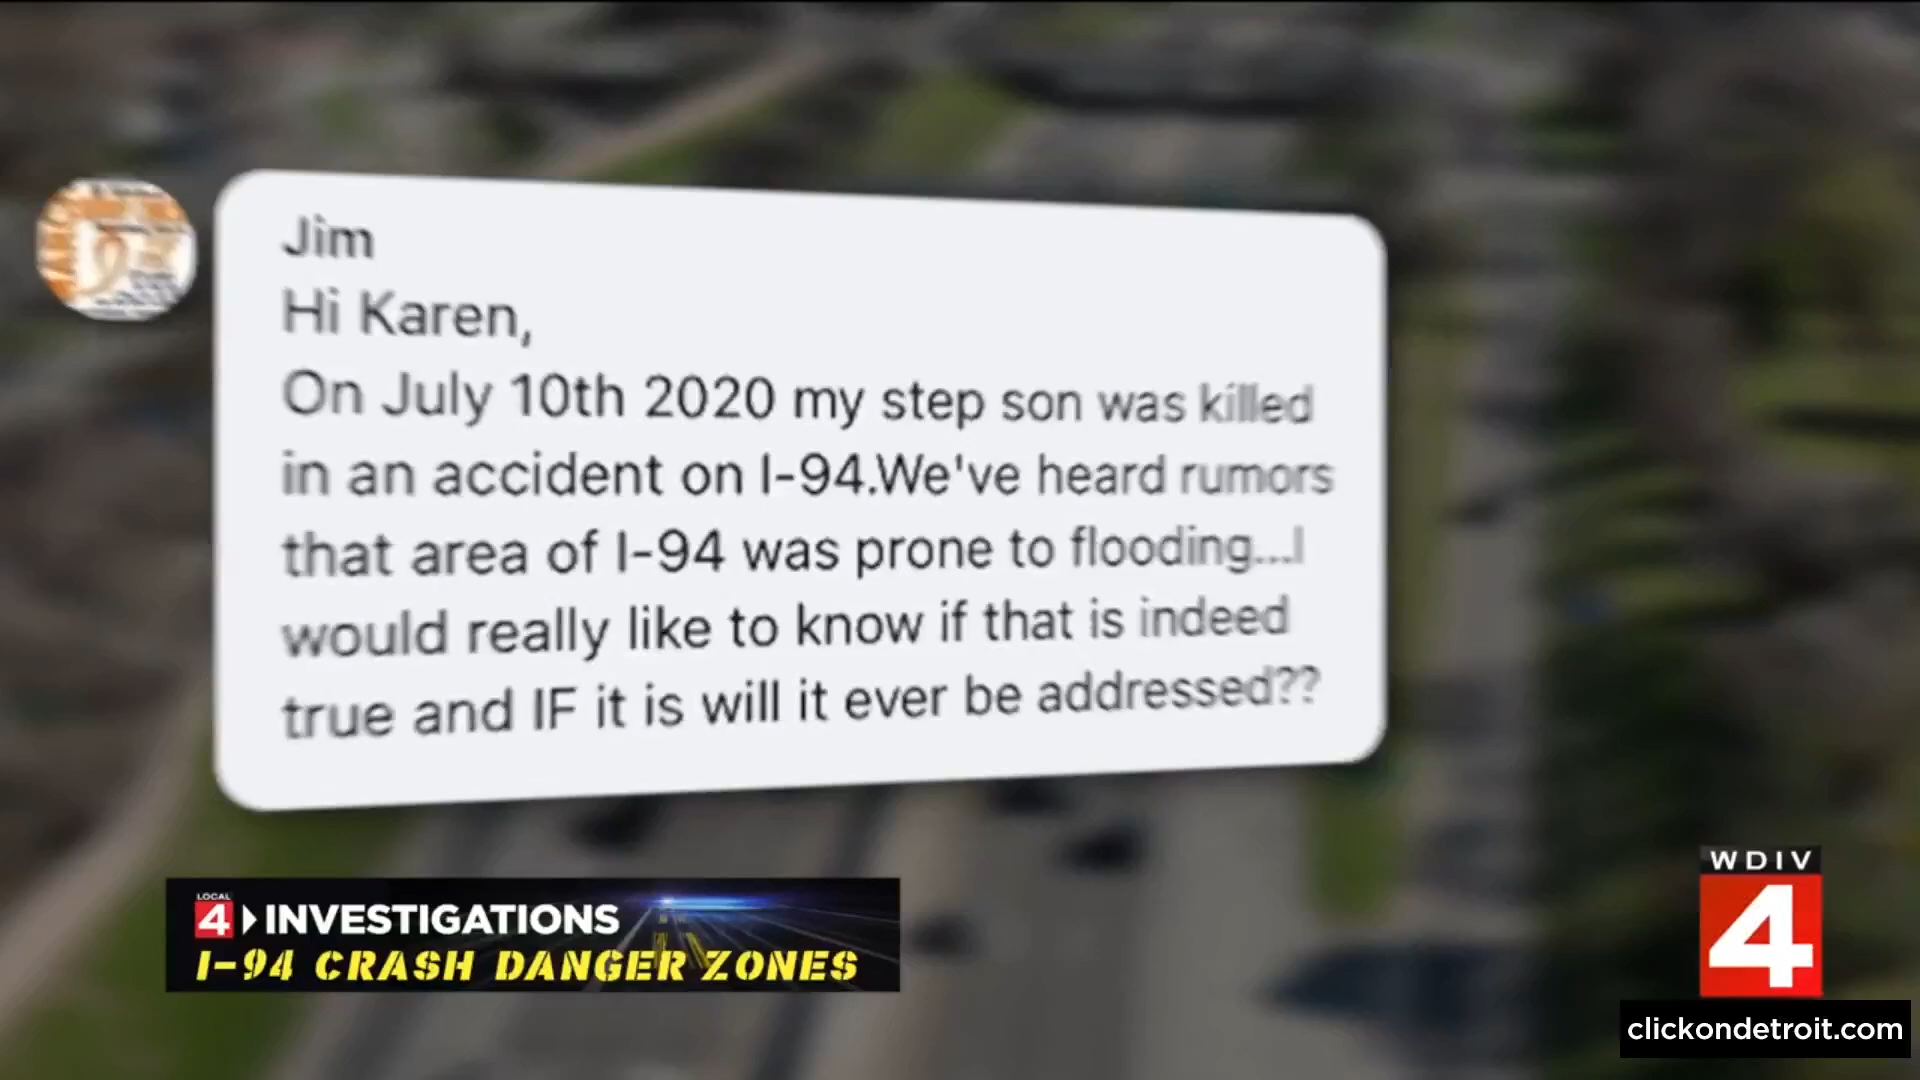 Jim
Hi Karen,
On July 10th 2020 my step son was killed
in an accident on I-94.We've heard rumors
that area of I-94 was prone to flooding...I
would really like to know if that is indeed
true and IF it is will it ever be addressed??
LOCAL
4 INVESTIGATIONS
I-94 CRASH DANGER ZONES
WDIV
4
clickondetroit.com